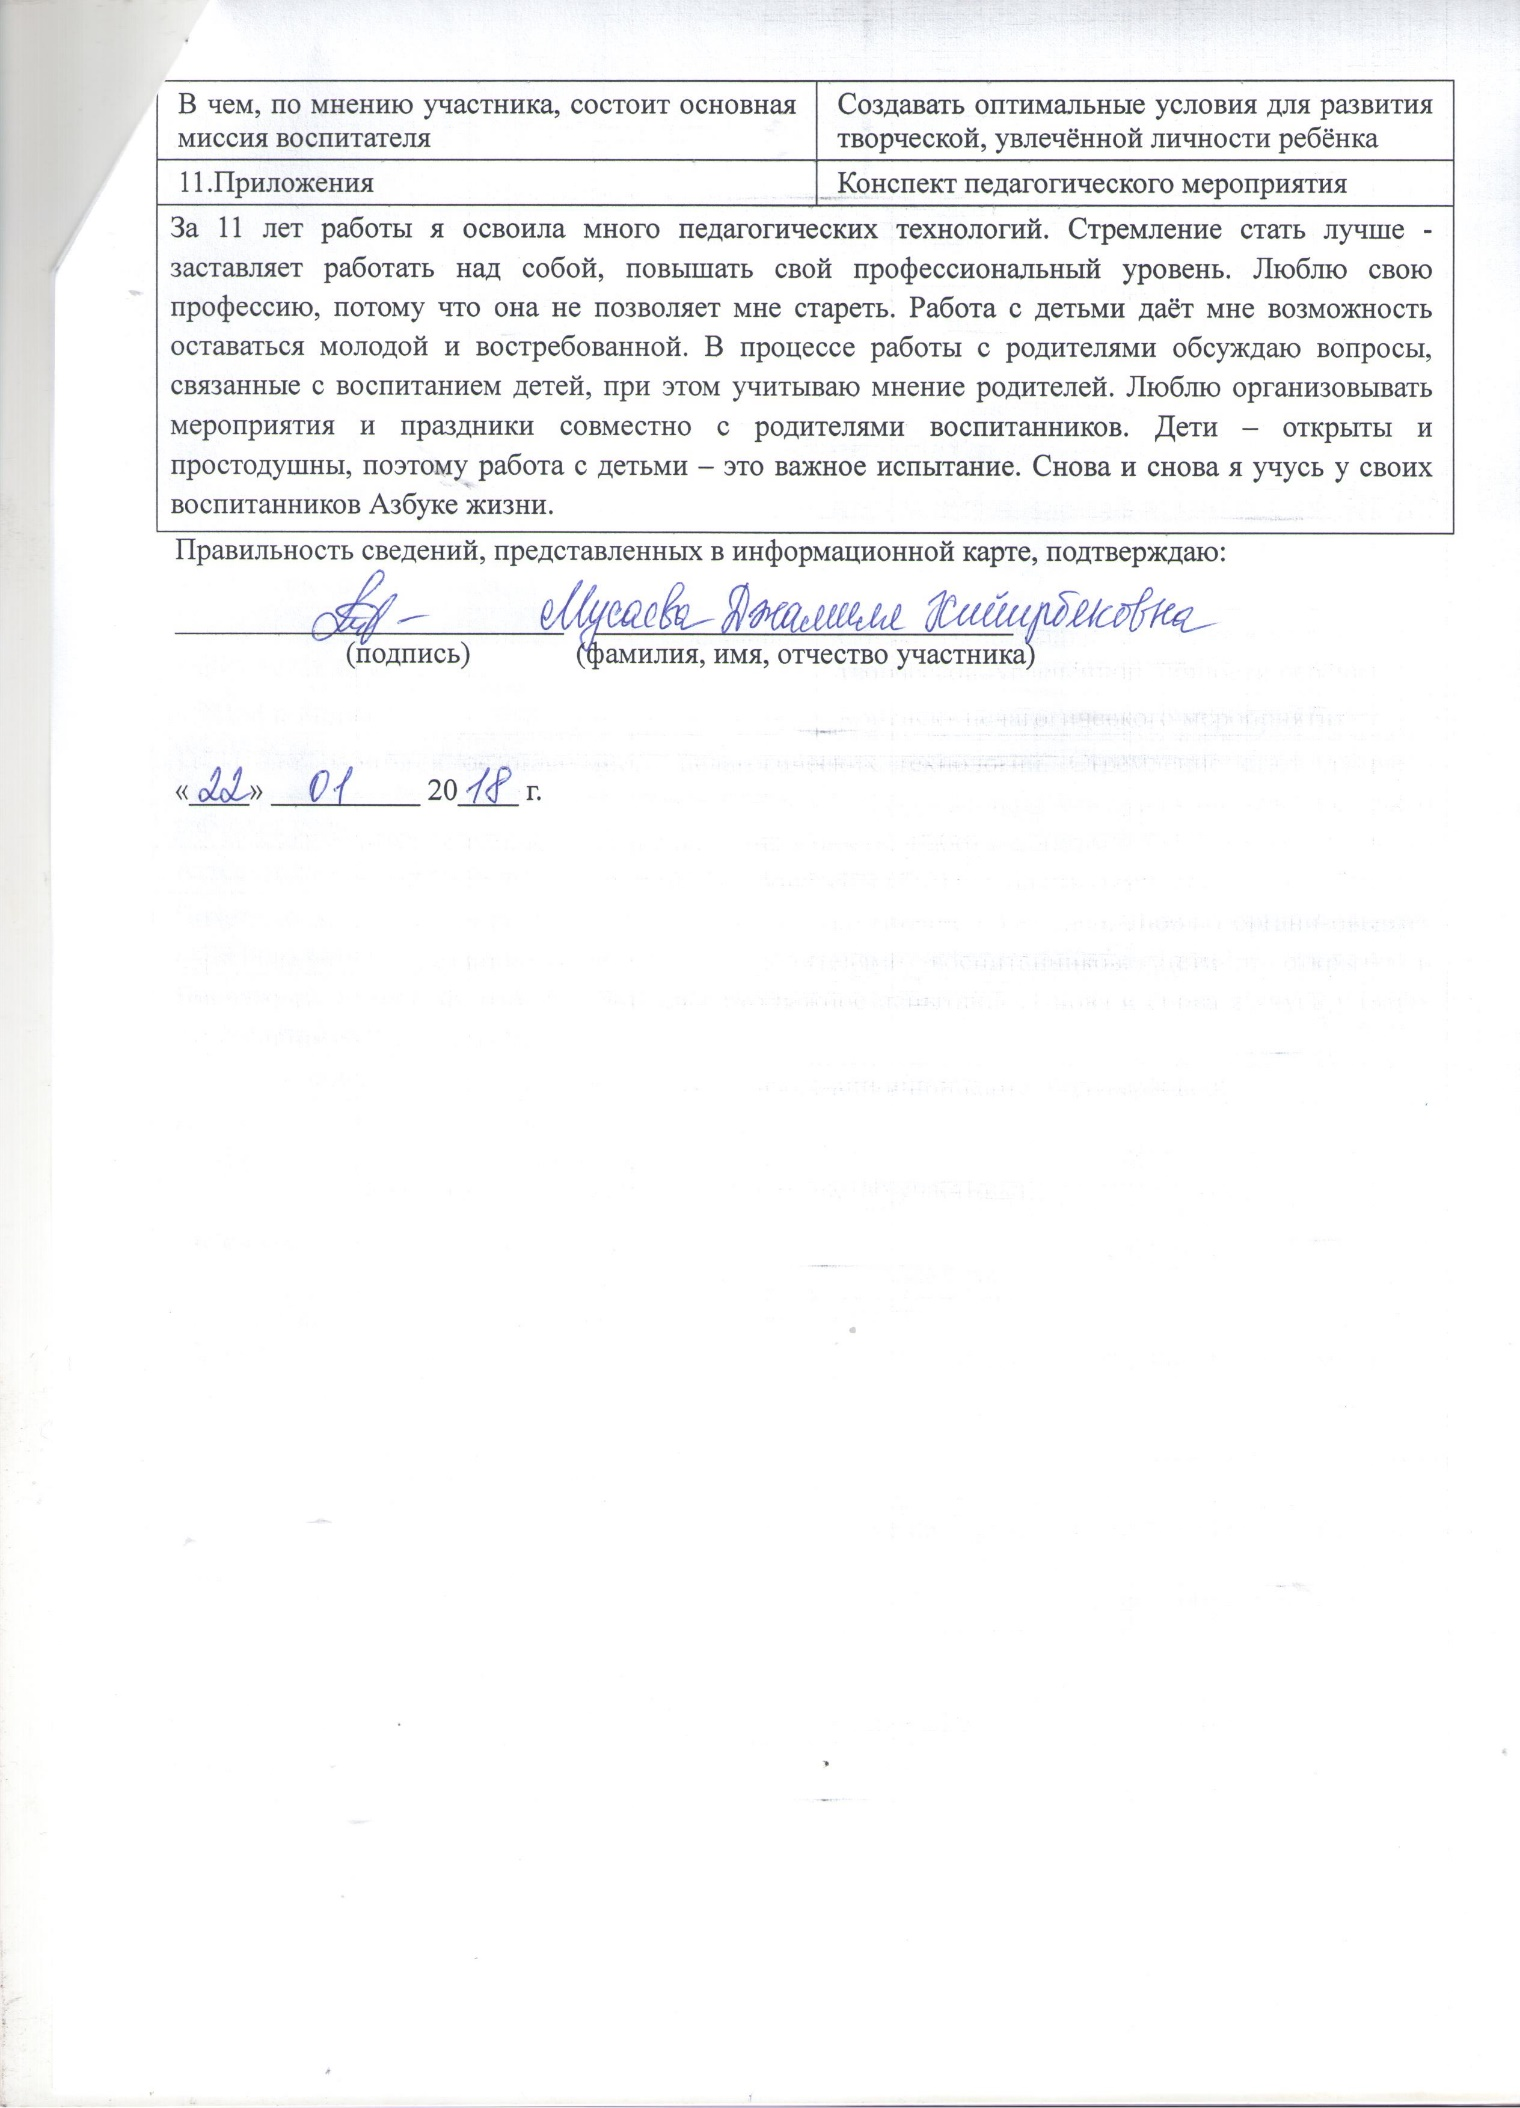 В чем, по мнению участника, состоит основная
миссия воспитателя
Создавать оптимальные условия для развития
творческой, увлечённой личности ребёнка
11.Приложения
Конспект педагогического мероприятия
За 11 лет работы я освоила много педагогических технологий. Стремление стать лучше -
заставляет работать над собой, повышать свой профессиональный уровень. Люблю свою
профессию, потому что она не позволяет мне стареть. Работа с детьми даёт мне возможность
оставаться молодой и востребованной. В процессе работы с родителями обсуждаю вопросы,
связанные с воспитанием детей, при этом учитываю мнение родителей. Люблю организовывать
мероприятия и праздники совместно с родителями воспитанников. Дети – открыты и
простодушны, поэтому работа с детьми – это важное испытание. Снова и снова я учусь у своих
воспитанников Азбуке жизни.
Правильность сведений, представленных в информационной карте, подтверждаю:
Мусаева Джамиля
(подпись) (фамилия, имя, отчество участника)
«22» 01 2018 г.